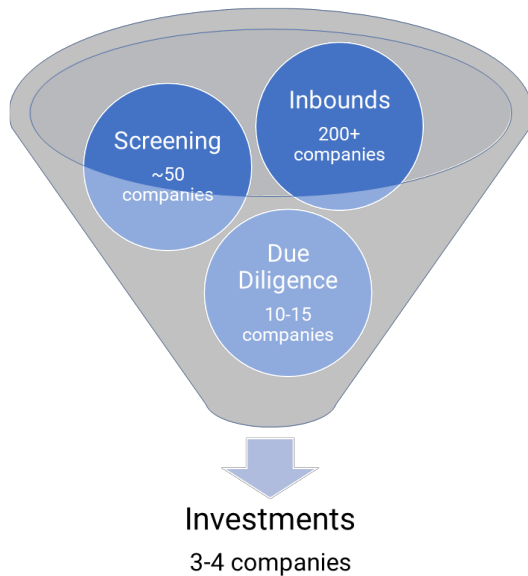 Inbounds
200+
companies
Screening
~50
companies
Due
Diligence
10-15
companies
Investments
3-4 companies